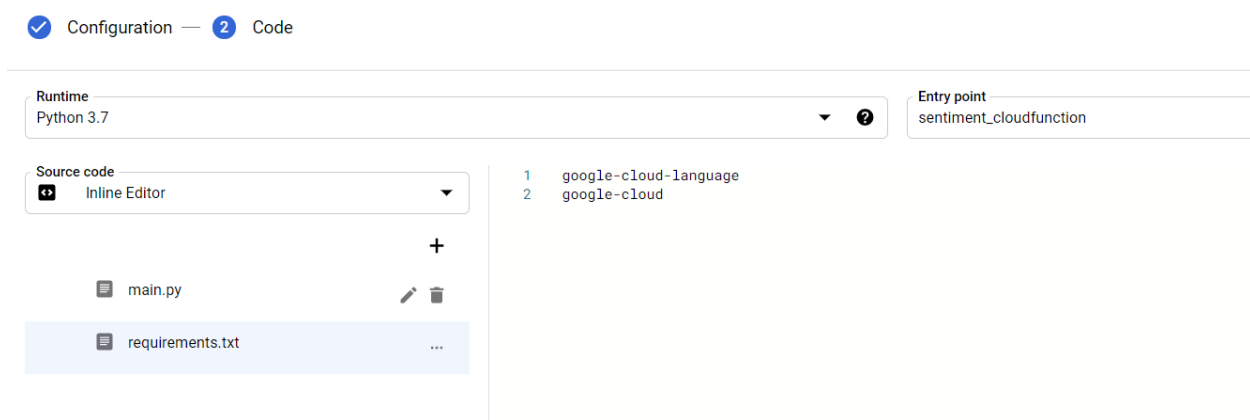 Configuration — 2 Code
Runtime
Python 3.7
Entry point
sentiment_cloudfunction
Source code
Inline Editor
main.py
requirements.txt ...
1 google-cloud-language
2 google-cloud